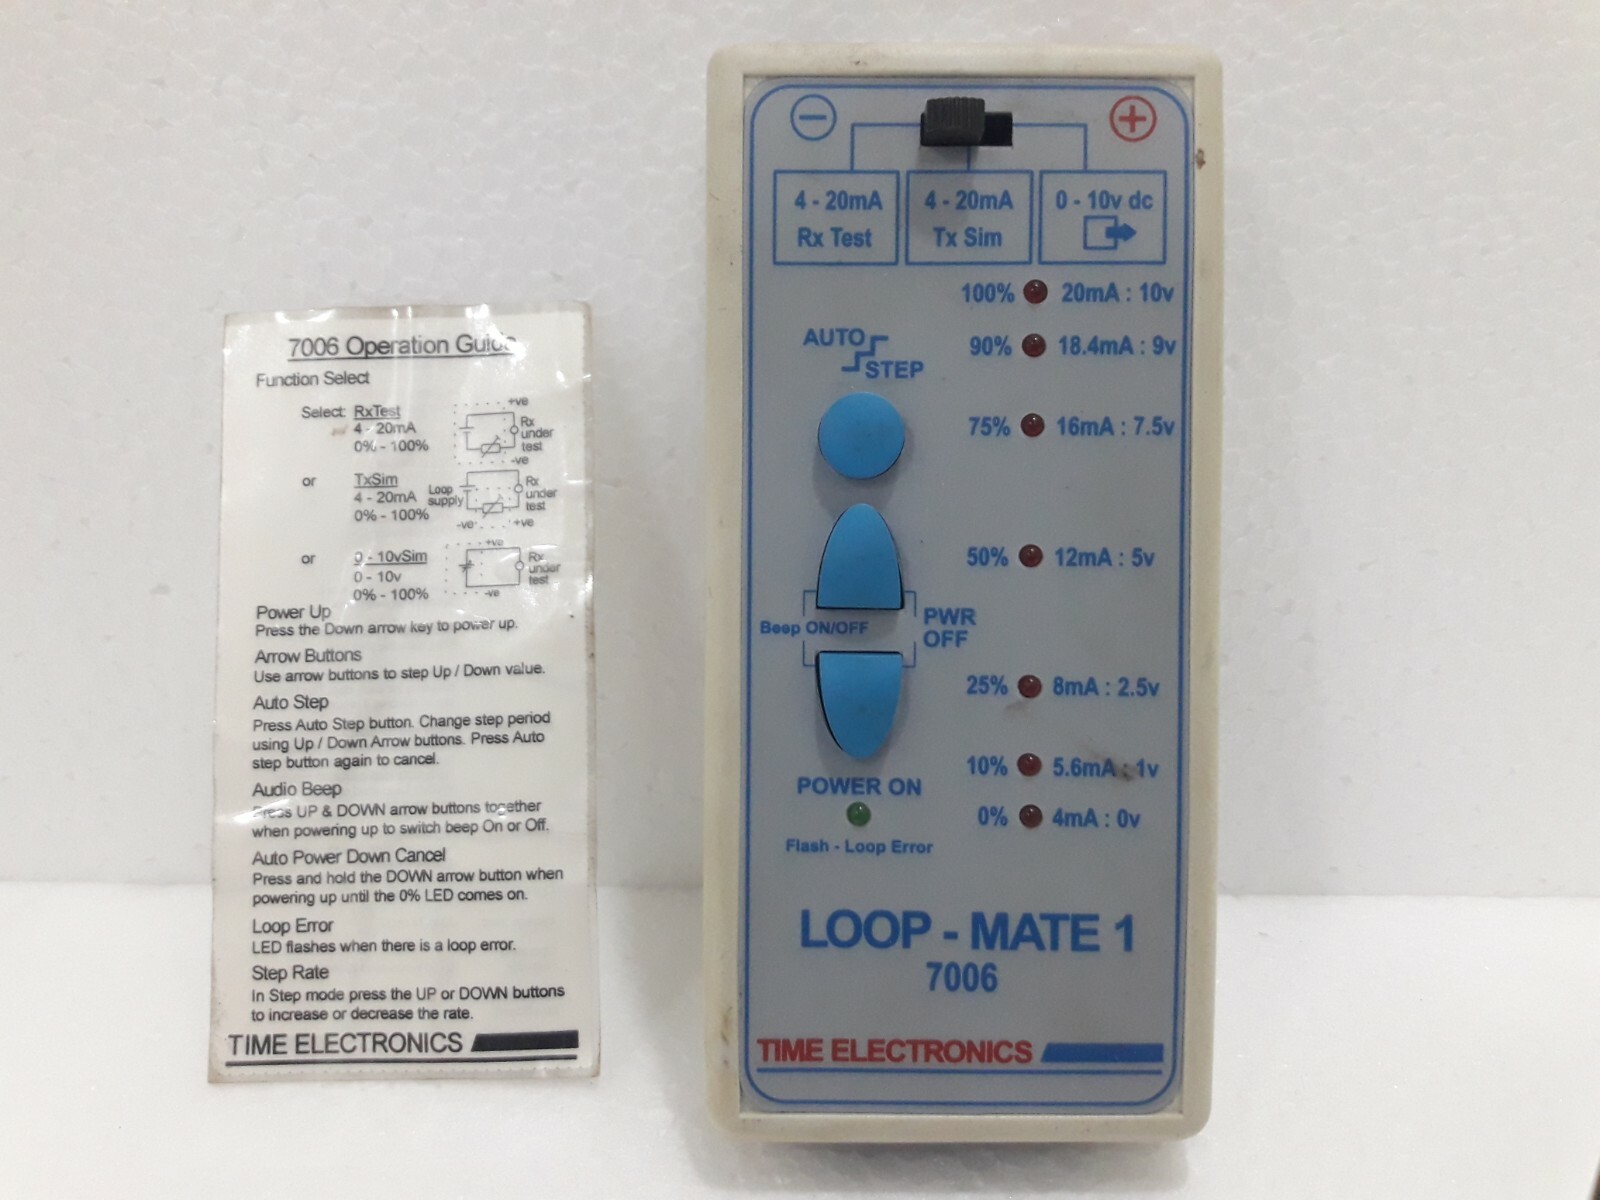 7006 Operation Guide
Function Select
Select: RxTest
4 - 20mA
0% - 100%
+ve
Rx
under
test
-ve
or TxSim
4 - 20mA
0% - 100%
Loop
supply
Rx
under
test
-ve +ve
or 0 - 10vSim
0 - 10v
0% - 100%
+ve
Rx
under
test
-ve
Power Up
Press the Down arrow key to power up.
Arrow Buttons
Use arrow buttons to step Up / Down value.
Auto Step
Press Auto Step button. Change step period
using Up / Down Arrow buttons. Press Auto
step button again to cancel.
Audio Beep
Press UP & DOWN arrow buttons together
when powering up to switch beep On or Off.
Auto Power Down Cancel
Press and hold the DOWN arrow button when
powering up until the 0% LED comes on.
Loop Error
LED flashes when there is a loop error.
Step Rate
In Step mode press the UP or DOWN buttons
to increase or decrease the rate.
TIME ELECTRONICS
− +
4 - 20mA
Rx Test
4 - 20mA
Tx Sim
0 - 10v dc
100% 20mA : 10v
90% 18.4mA : 9v
75% 16mA : 7.5v
50% 12mA : 5v
25% 8mA : 2.5v
10% 5.6mA : 1v
0% 4mA : 0v
AUTO
STEP
Beep ON/OFF
PWR
OFF
POWER ON
Flash - Loop Error
LOOP - MATE 1
7006
TIME ELECTRONICS